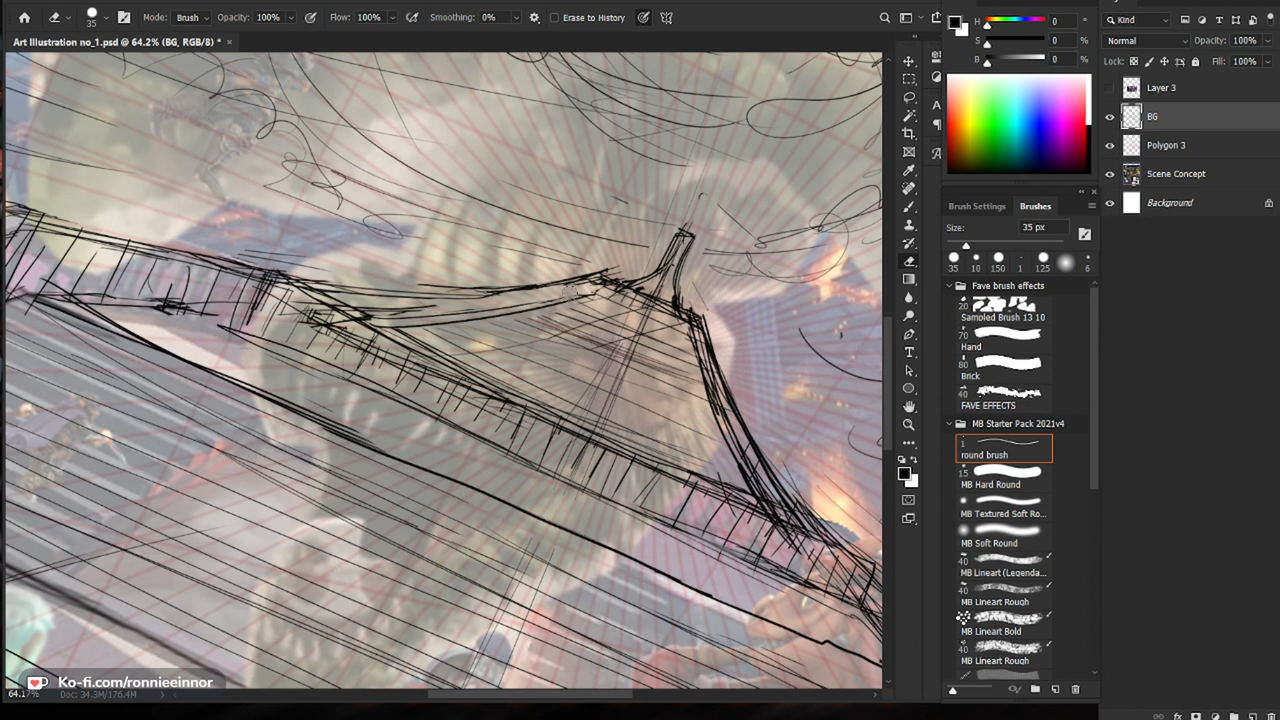 35
Mode: Brush
Opacity: 100%
Flow: 100%
Smoothing: 0%
Erase to History
Art Illustration no_1.psd @ 64.2% (BG, RGB/8) * ×
H 0 °
S 0 %
B 0 %
Kind
Normal
Opacity: 100%
Lock:
Fill: 100%
Layer 3
BG
Polygon 3
Scene Concept
Background
Brush Settings
Brushes
Size: 35 px
35 10 150 1 125 6
Fave brush effects
20
Sampled Brush 13 10
70
Hand
80
Brick
40
FAVE EFFECTS
MB Starter Pack 2021v4
1
round brush
15
MB Hard Round
MB Textured Soft Ro...
MB Soft Round
40
MB Lineart (Legenda...
40
MB Lineart Rough
MB Lineart Bold
40
MB Lineart Rough
Ko-fi.com/ronnieeinnor
64.17%
Doc: 34.3M/176.4M